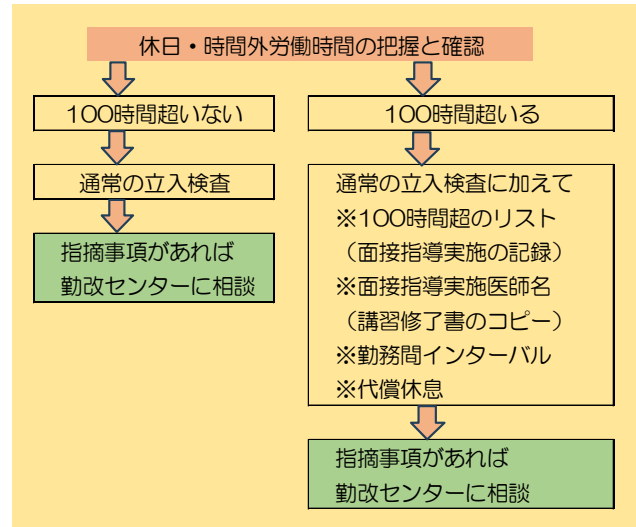 休日・時間外労働時間の把握と確認
100時間超いない
通常の立入検査
指摘事項があれば
勤改センターに相談
100時間超いる
通常の立入検査に加えて
※100時間超のリスト
（面接指導実施の記録）
※面接指導実施医師名
（講習修了書のコピー）
※勤務間インターバル
※代償休息
指摘事項があれば
勤改センターに相談